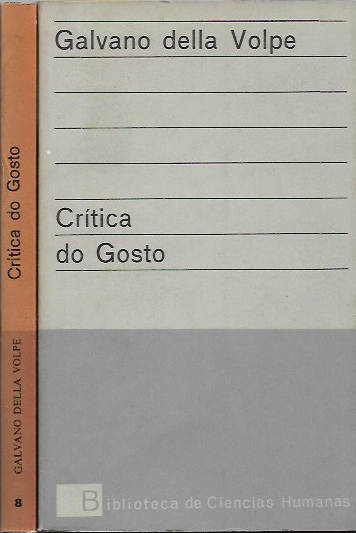 Crítica do Gosto
GALVANO DELLA VOLPE
8
Galvano della Volpe
Crítica
do Gosto
Biblioteca de Ciencias Humanas